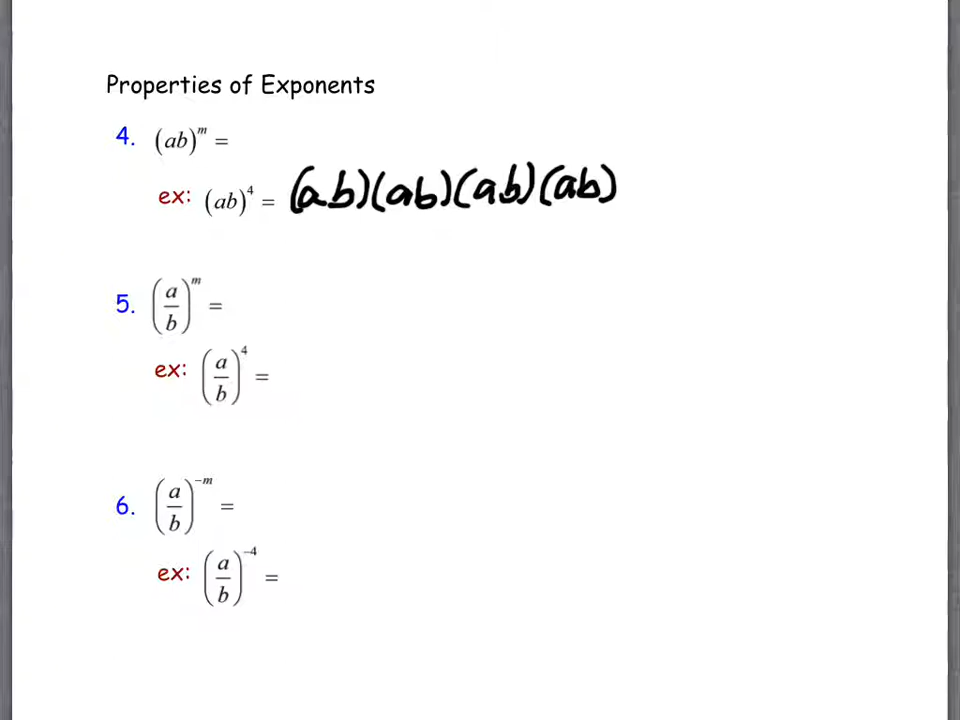 Properties of Exponents
4. (ab)^m =
ex: (ab)^4 = (ab)(ab)(ab)(ab)
5. (a/b)^m =
ex: (a/b)^4 =
6. (a/b)^{-m} =
ex: (a/b)^{-4} =